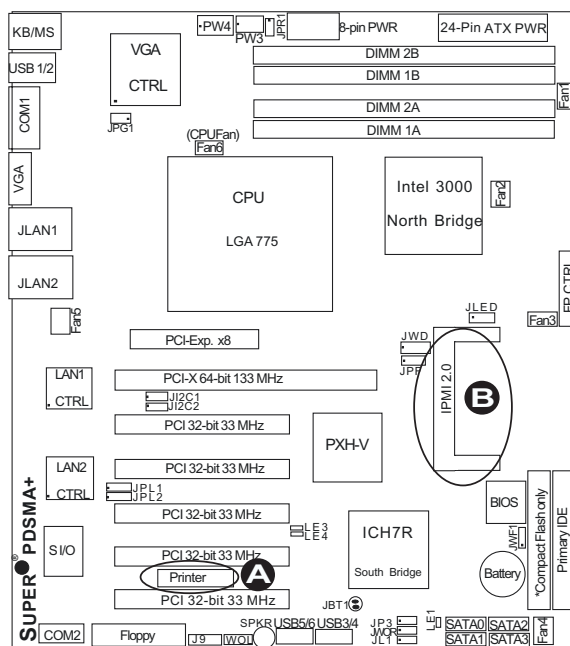 KB/MS
USB 1/2
COM1
VGA
JLAN1
JLAN2
Fan5
VGA
CTRL
JPG1
PW4
PW3
JPR1
8-pin PWR
24-Pin ATX PWR
DIMM 2B
DIMM 1B
DIMM 2A
DIMM 1A
Fan1
(CPUFan)
Fan6
CPU
LGA 775
Intel 3000
North Bridge
Fan2
FP CTRL
Fan3
JLED
JWD
JPF
IPMI 2.0
B
PCI-Exp. x8
LAN1
CTRL
PCI-X 64-bit 133 MHz
JI2C1
JI2C2
PCI 32-bit 33 MHz
PXH-V
LAN2
CTRL
PCI 32-bit 33 MHz
JPL1
JPL2
PCI 32-bit 33 MHz
LE3
LE4
BIOS
JWF1
*Compact Flash only
Primary IDE
S I/O
PCI 32-bit 33 MHz
Printer
A
PCI 32-bit 33 MHz
ICH7R
South Bridge
Battery
JBT1
SUPER® PDSMA+
COM2
Floppy
J9
WOL
SPKR
USB5/6
USB3/4
JP3
JWOR
JL1
LE1
SATA0
SATA2
SATA1
SATA3
Fan4